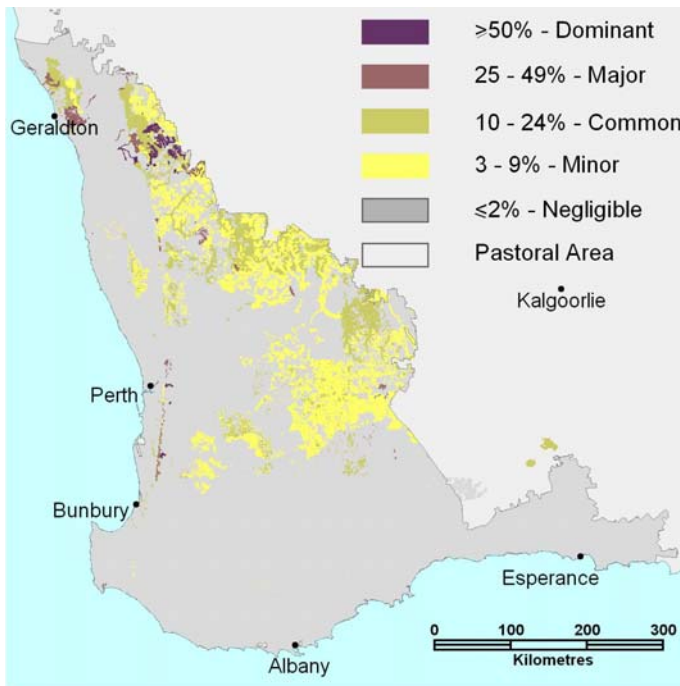 ⩾50% - Dominant
25 - 49% - Major
10 - 24% - Common
3 - 9% - Minor
⩽2% - Negligible
Pastoral Area
Geraldton
Kalgoorlie
Perth
Bunbury
Esperance
Albany
0 100 200 300
Kilometres